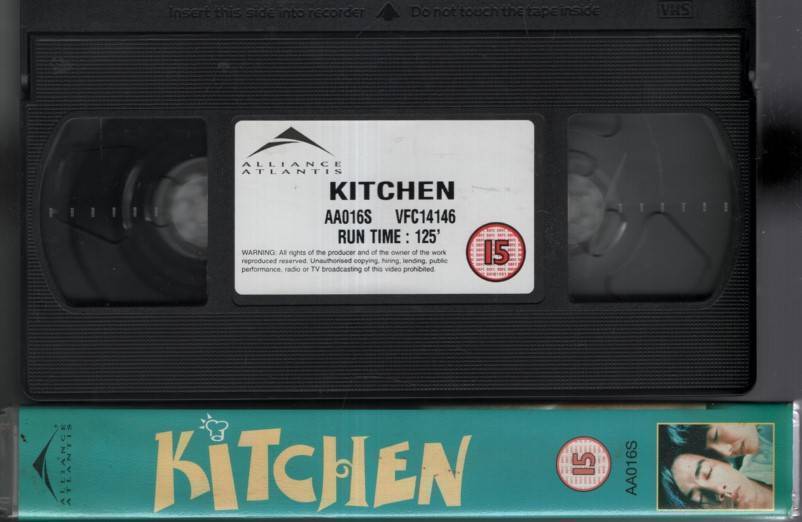 Insert this side into recorder
Do not touch the tape inside
VHS
ALLIANCE
ATLANTIS
KITCHEN
AA016S VFC14146
RUN TIME : 125'
15
WARNING: All rights of the producer and of the owner of the work
reproduced reserved. Unauthorised copying, hiring, lending, public
performance, radio or TV broadcasting of this video prohibited.
ALLIANCE
ATLANTIS
KiTCHEN
15
AA016S